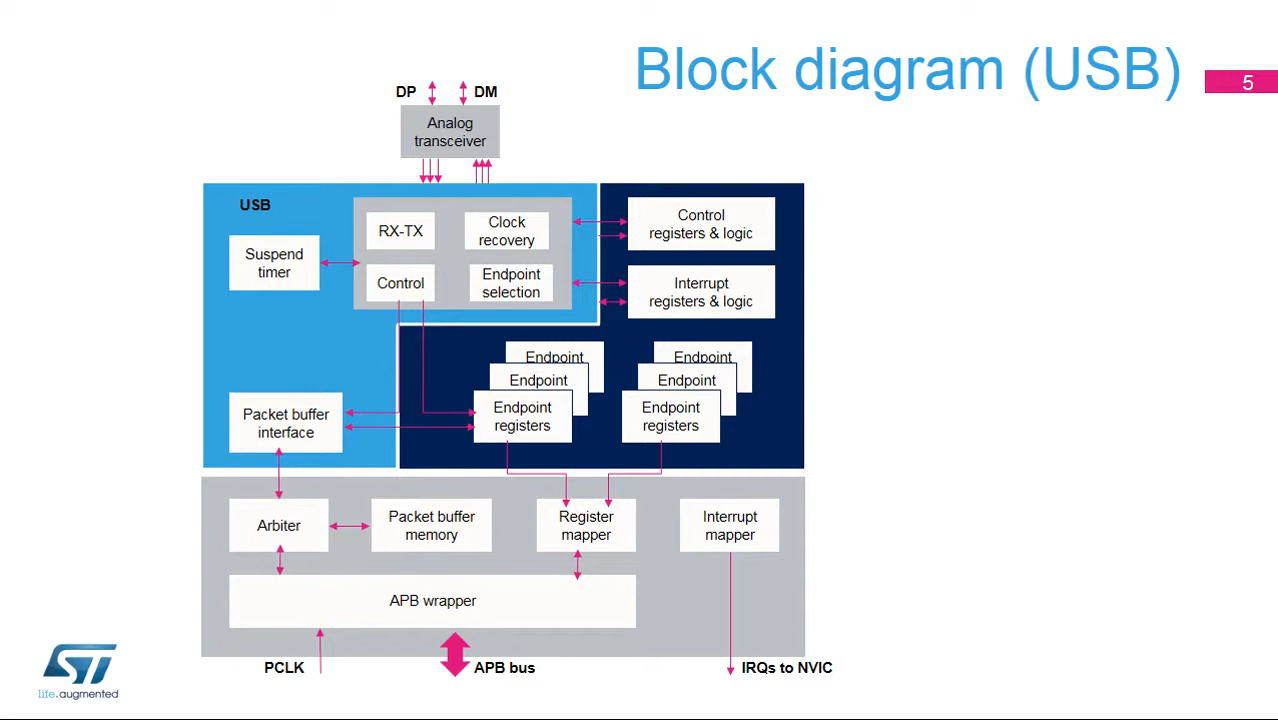 Block diagram (USB)
5
DP
DM
Analog
transceiver
USB
RX-TX
Clock
recovery
Control
registers & logic
Suspend
timer
Control
Endpoint
selection
Interrupt
registers & logic
Endpoint
Endpoint
Endpoint
registers
Endpoint
Endpoint
Endpoint
registers
Packet buffer
interface
Arbiter
Packet buffer
memory
Register
mapper
Interrupt
mapper
APB wrapper
PCLK
APB bus
IRQs to NVIC
ST
life.augmented